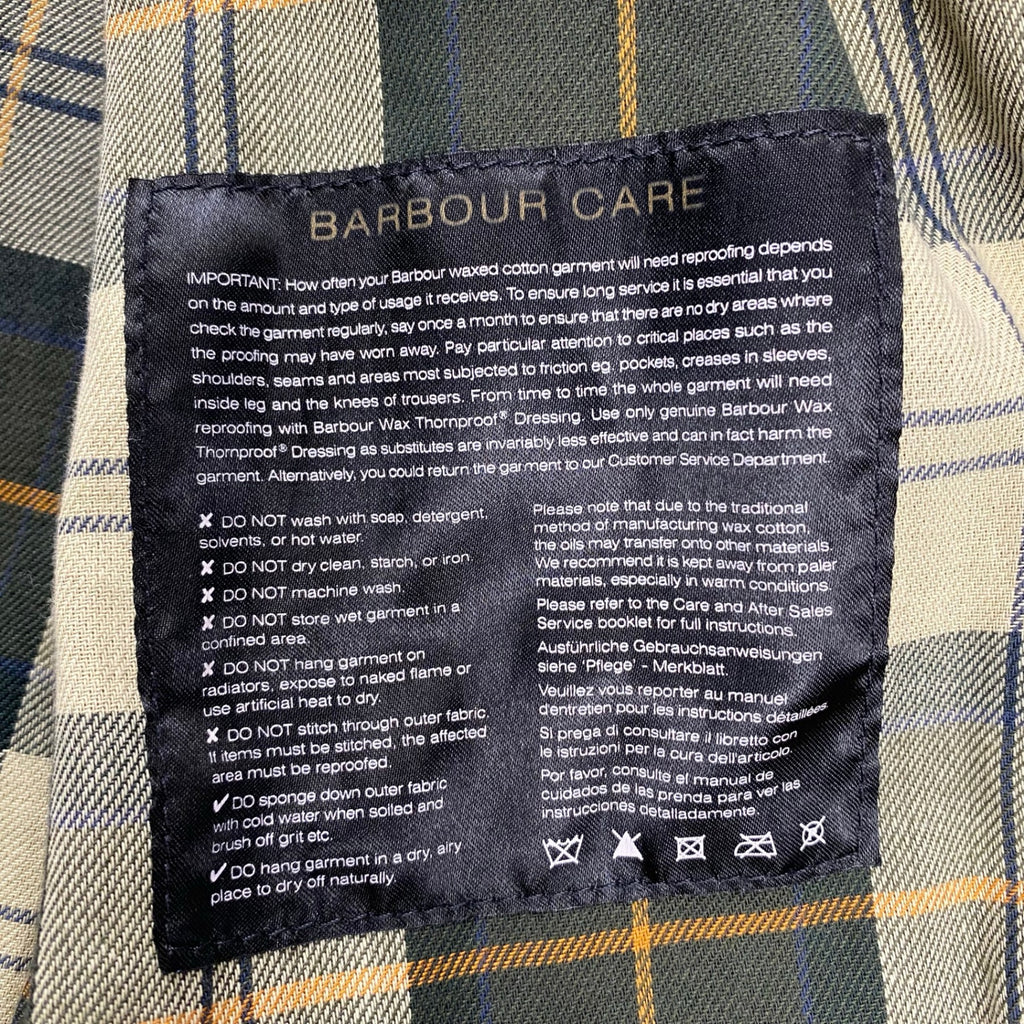 BARBOUR CARE
IMPORTANT: How often your Barbour waxed cotton garment will need reproofing depends
on the amount and type of usage it receives. To ensure long service it is essential that you
check the garment regularly, say once a month to ensure that there are no dry areas where
the proofing may have worn away. Pay particular attention to critical places such as the
shoulders, seams and areas most subjected to friction eg. pockets, creases in sleeves,
inside leg and the knees of trousers. From time to time the whole garment will need
reproofing with Barbour Wax Thornproof® Dressing. Use only genuine Barbour Wax
Thornproof® Dressing as substitutes are invariably less effective and can in fact harm the
garment. Alternatively, you could return the garment to our Customer Service Department.
✘ DO NOT wash with soap, detergent,
solvents, or hot water.
✘ DO NOT dry clean, starch, or iron
✘ DO NOT machine wash.
✘ DO NOT store wet garment in a
confined area.
✘ DO NOT hang garment on
radiators, expose to naked flame or
use artificial heat to dry.
✘ DO NOT stitch through outer fabric.
If items must be stitched, the affected
area must be reproofed.
✔ DO sponge down outer fabric
with cold water when soiled and
brush off grit etc.
✔ DO hang garment in a dry, airy
place to dry off naturally.
Please note that due to the traditional
method of manufacturing wax cotton,
the oils may transfer onto other materials.
We recommend it is kept away from paler
materials, especially in warm conditions.
Please refer to the Care and After Sales
Service booklet for full instructions.
Ausführliche Gebrauchsanweisungen
siehe 'Pflege' - Merkblatt.
Veuillez vous reporter au manuel
d'entretien pour les instructions détaillées.
Si prega di consultare il libretto con
le istruzioni per la cura dell'articolo.
Por favor, consulte el manual de
cuidados de las prenda para ver las
instrucciones detalladamente.